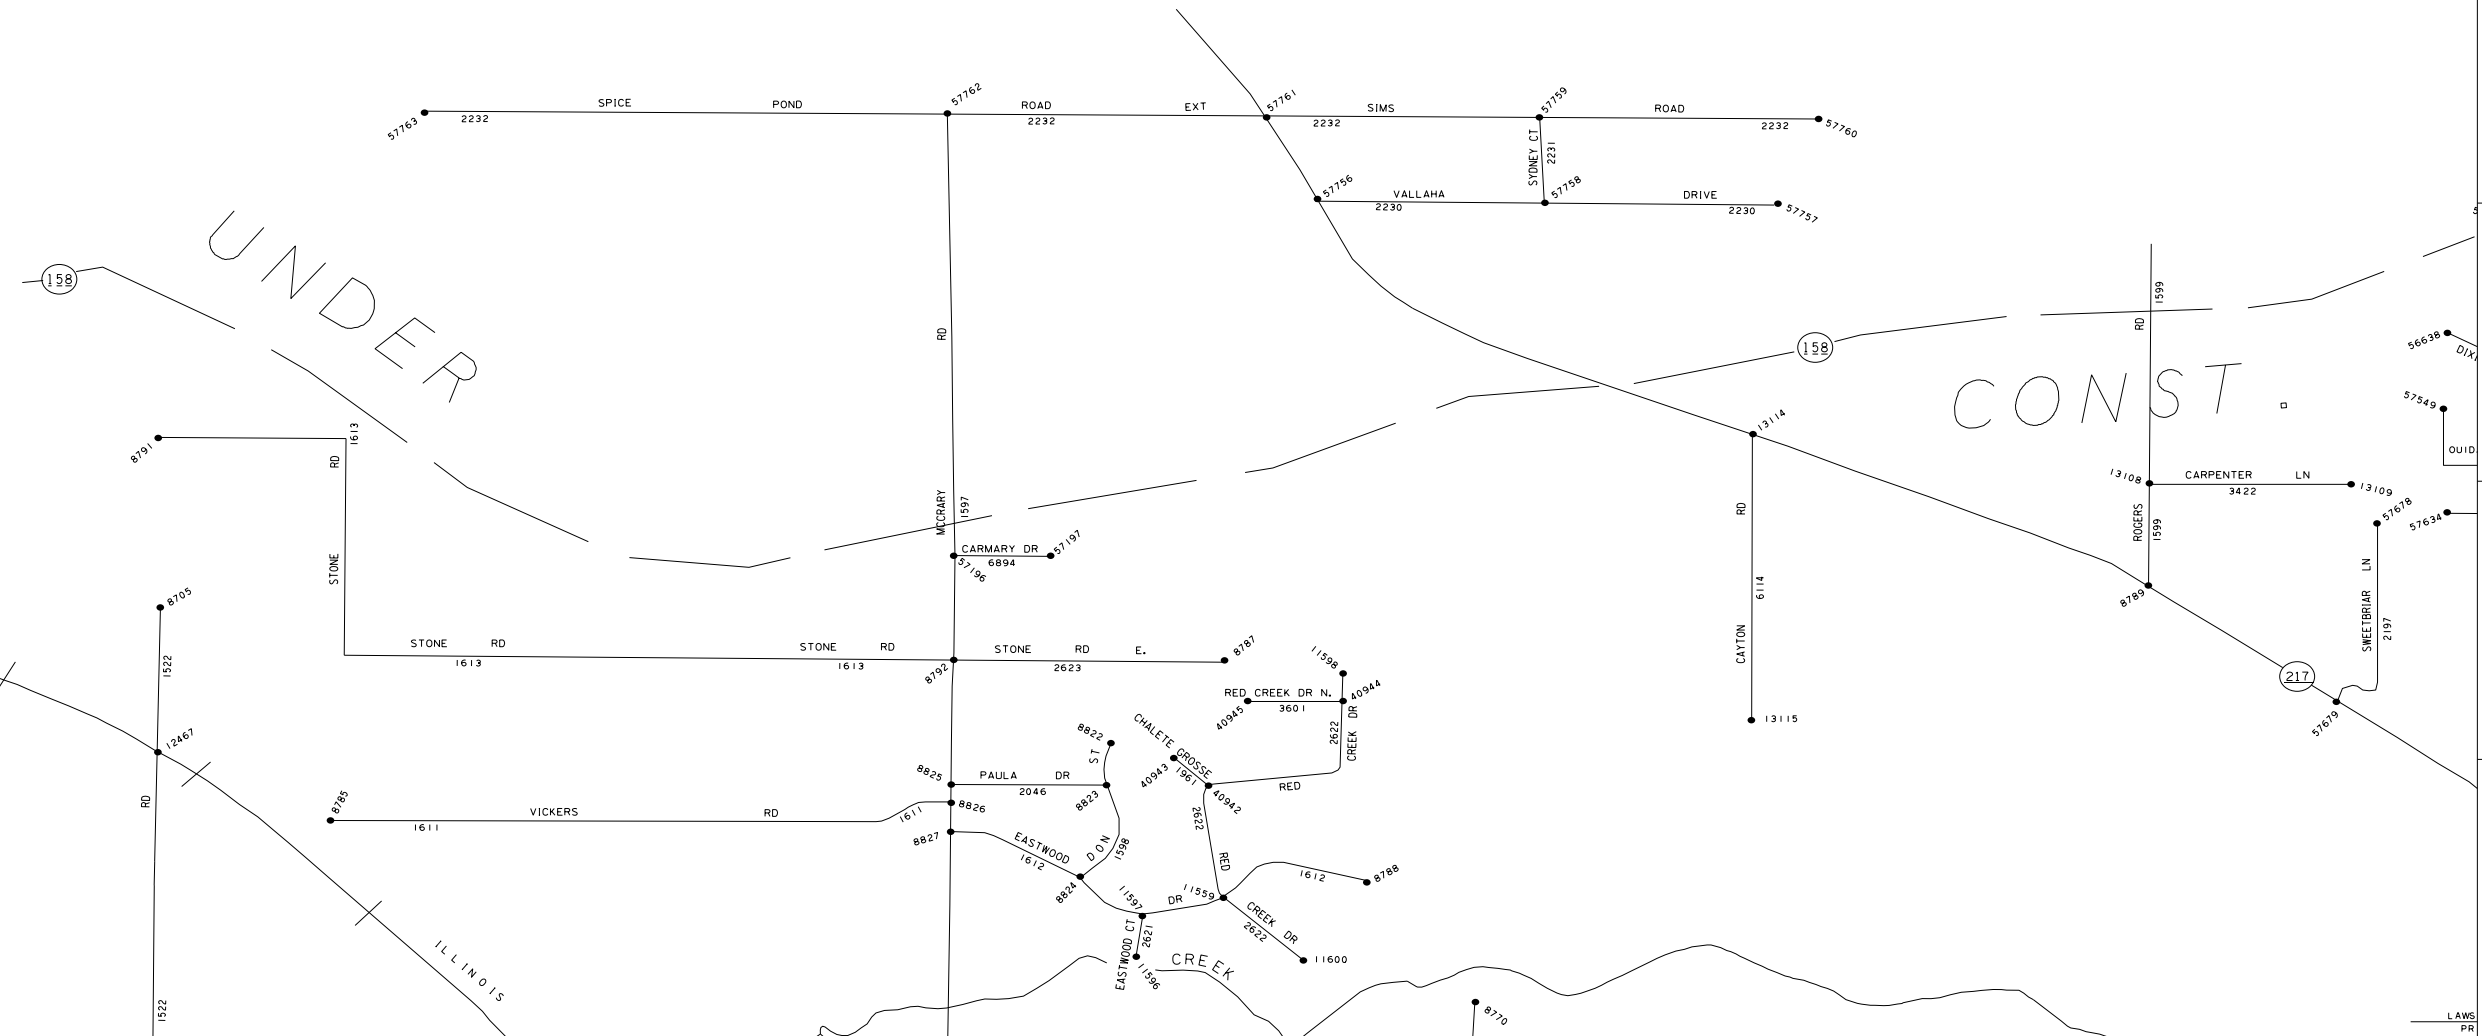 57762
57761
57759
SPICE POND ROAD EXT SIMS ROAD
57763
2232 2232 2232 2232
57760
SYDNEY CT
2231
57756
57758
VALLAHA DRIVE
2230 2230
57757
UNDER
158
RD
1599
RD
158
56638
CONST.
57549
13114
1613
RD
8791
OUID
13108
CARPENTER LN
3422
13109
57678
57634
MCCRARY
1597
RD
ROGERS
1599
CARMARY DR
6894
57197
57196
STONE
8705
6114
8789
SWEETBRIAR LN
2197
1522
STONE RD STONE RD STONE RD E.
1613 1613 2623
8787
8792
CAYTON
11598
217
RED CREEK DR N.
3601
40944
40945
2622
CREEK DR
13115
57679
CHALETE GROSSE
1961
40943
8822
ST
12467
8825
PAULA DR
2046
8823
40942
RED
RD
8785
VICKERS RD
1611 1611
8826
8827
2622
EASTWOOD
1612
DON
1598
RED
8824
11597
DR
11559
1612
8788
CREEK DR
2622
EASTWOOD CT
2621
11600
11596
CREEK
ILLINOIS
1522
8770
LAWS
PR